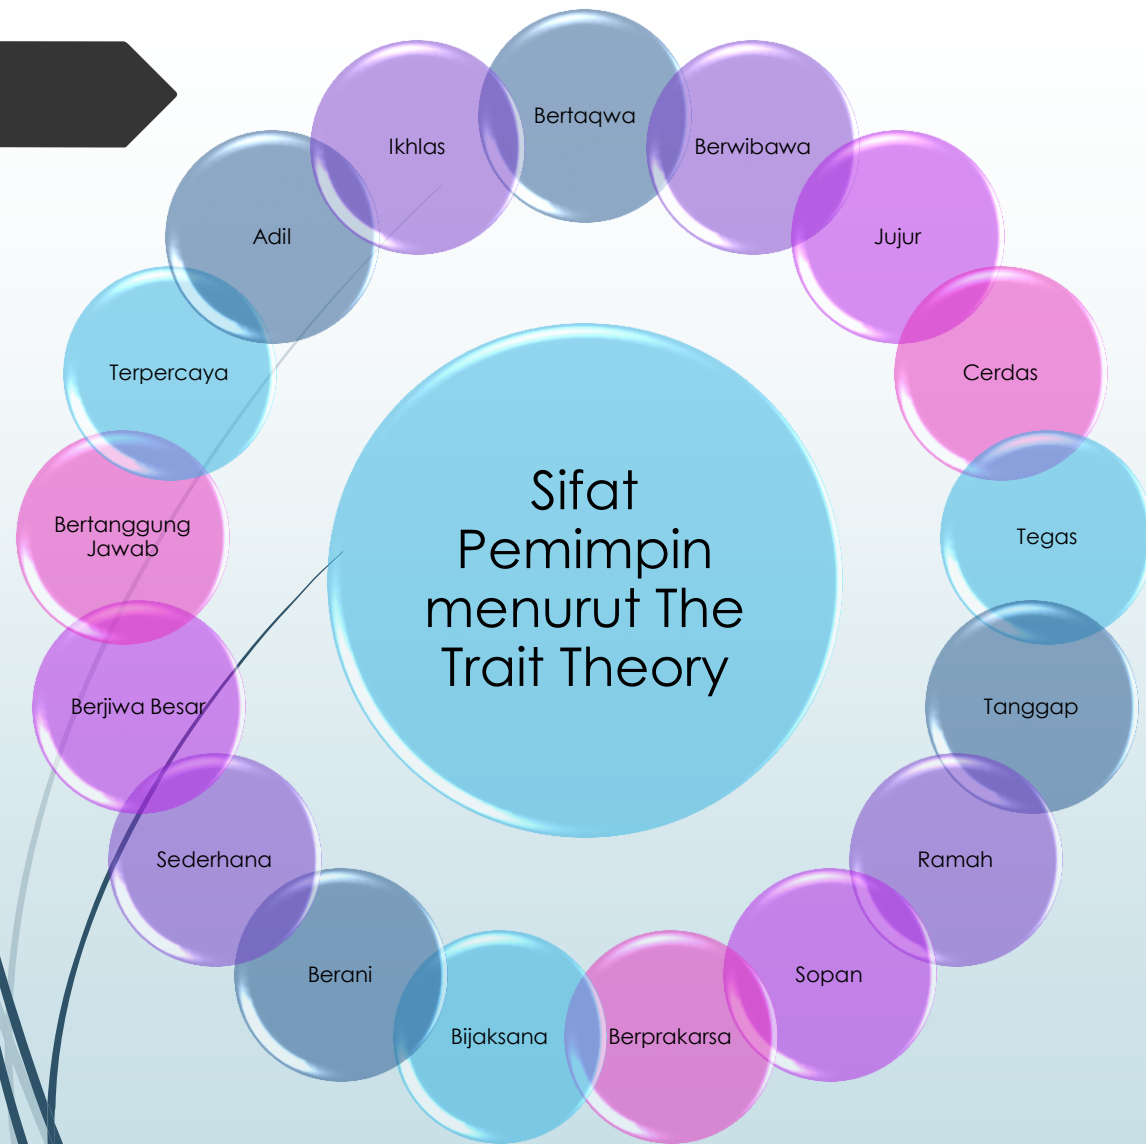 Sifat
Pemimpin
menurut The
Trait Theory
Bertaqwa
Berwibawa
Jujur
Cerdas
Tegas
Tanggap
Ramah
Sopan
Berprakarsa
Bijaksana
Berani
Sederhana
Berjiwa Besar
Bertanggung
Jawab
Terpercaya
Adil
Ikhlas